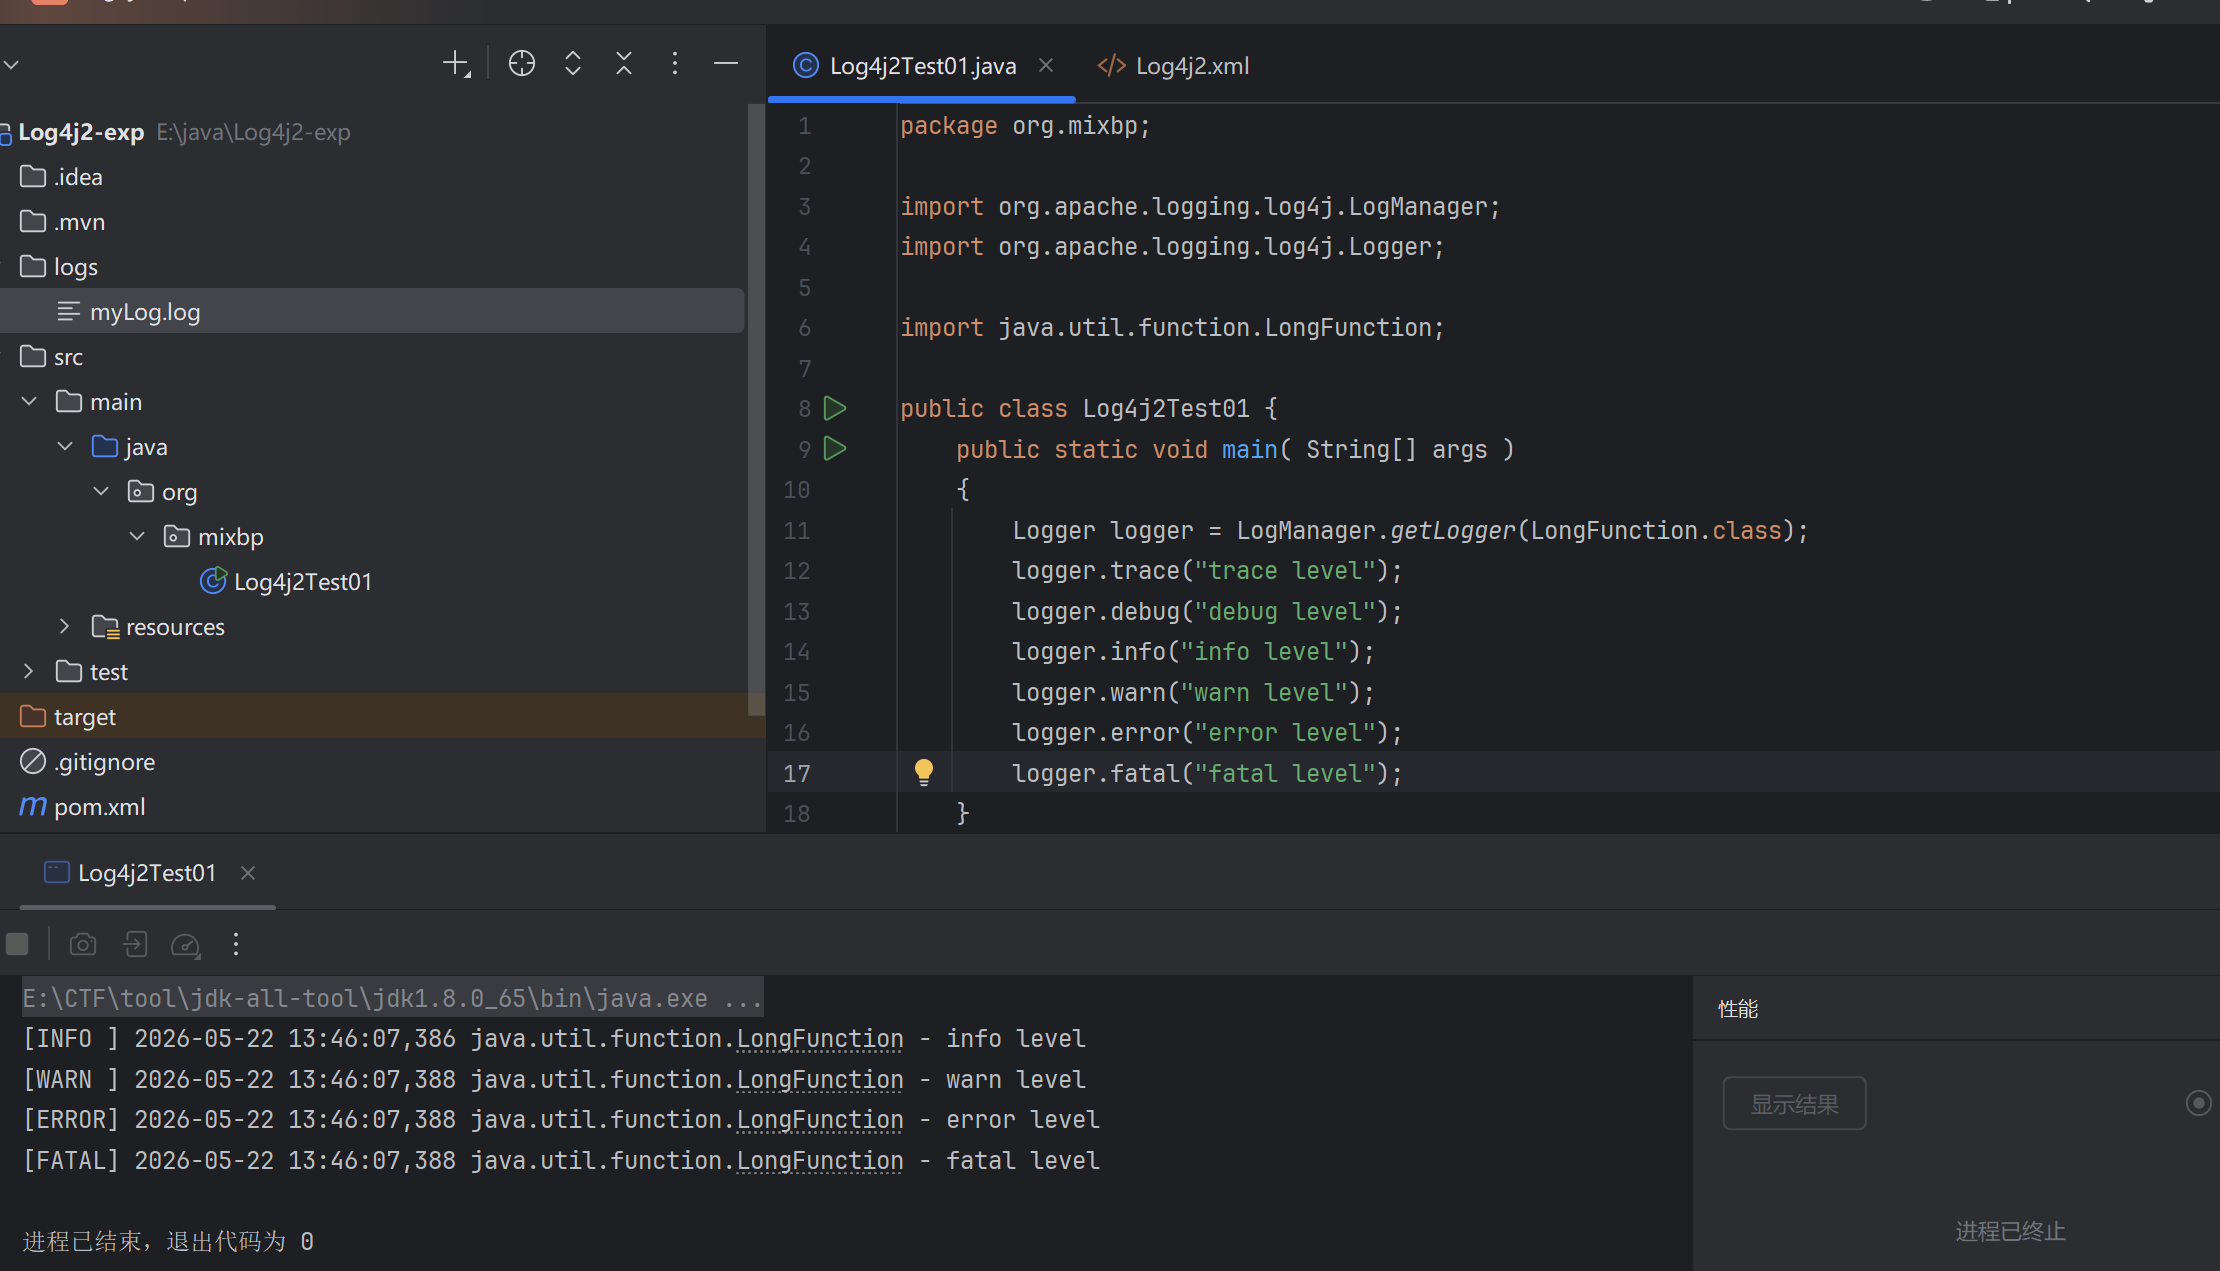 Log4j2-exp E:\java\Log4j2-exp
.idea
.mvn
logs
myLog.log
src
main
java
org
mixbp
Log4j2Test01
resources
test
target
.gitignore
pom.xml
Log4j2Test01.java
Log4j2.xml
1 package org.mixbp;
2
3 import org.apache.logging.log4j.LogManager;
4 import org.apache.logging.log4j.Logger;
5
6 import java.util.function.LongFunction;
7
8 public class Log4j2Test01 {
9 public static void main( String[] args )
10 {
11 Logger logger = LogManager.getLogger(LongFunction.class);
12 logger.trace("trace level");
13 logger.debug("debug level");
14 logger.info("info level");
15 logger.warn("warn level");
16 logger.error("error level");
17 logger.fatal("fatal level");
18 }
Log4j2Test01
E:\CTF\tool\jdk-all-tool\jdk1.8.0_65\bin\java.exe ...
[INFO ] 2026-05-22 13:46:07,386 java.util.function.LongFunction - info level
[WARN ] 2026-05-22 13:46:07,388 java.util.function.LongFunction - warn level
[ERROR] 2026-05-22 13:46:07,388 java.util.function.LongFunction - error level
[FATAL] 2026-05-22 13:46:07,388 java.util.function.LongFunction - fatal level
进程已结束，退出代码为 0
性能
显示结果
进程已终止